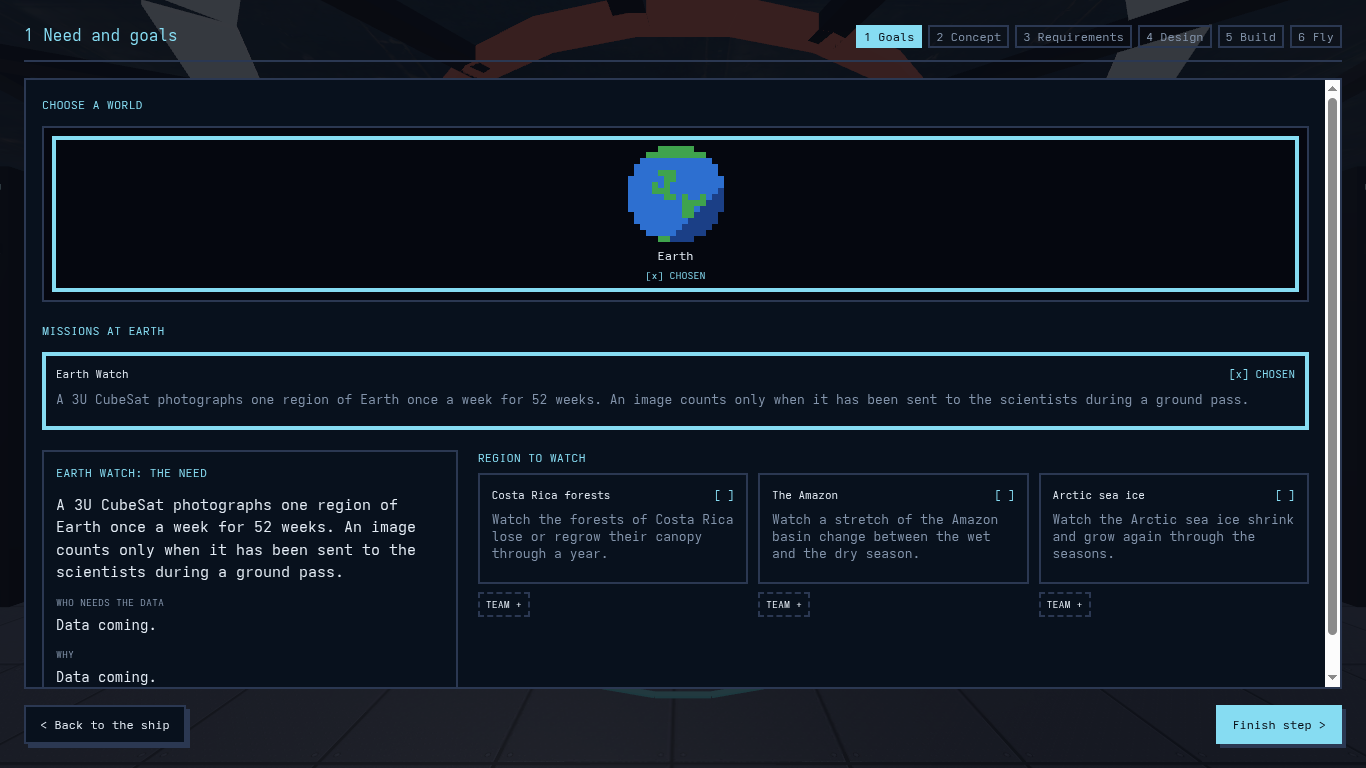 1 Need and goals
1 Goals
2 Concept
3 Requirements
4 Design
5 Build
6 Fly
CHOOSE A WORLD
Earth
[x] CHOSEN
MISSIONS AT EARTH
Earth Watch
[x] CHOSEN
A 3U CubeSat photographs one region of Earth once a week for 52 weeks. An image counts only when it has been sent to the scientists during a ground pass.
EARTH WATCH: THE NEED
A 3U CubeSat photographs one region of
Earth once a week for 52 weeks. An image
counts only when it has been sent to the
scientists during a ground pass.
WHO NEEDS THE DATA
Data coming.
WHY
Data coming.
REGION TO WATCH
Costa Rica forests [ ]
Watch the forests of Costa Rica
lose or regrow their canopy
through a year.
TEAM +
The Amazon [ ]
Watch a stretch of the Amazon
basin change between the wet
and the dry season.
TEAM +
Arctic sea ice [ ]
Watch the Arctic sea ice shrink
and grow again through the
seasons.
TEAM +
< Back to the ship
Finish step >